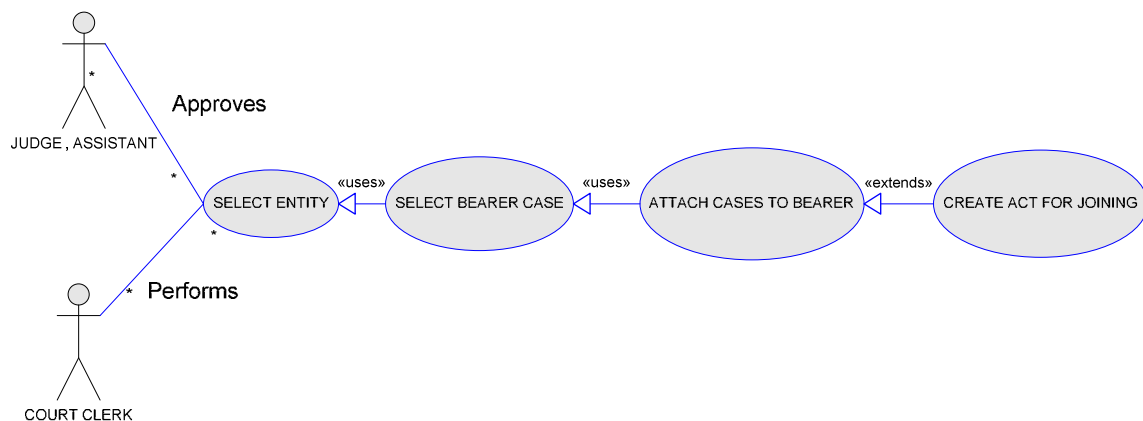 *
Approves
JUDGE , ASSISTANT
*
«uses»
«uses»
«extends»
SELECT ENTITY
SELECT BEARER CASE
ATTACH CASES TO BEARER
CREATE ACT FOR JOINING
*
*
Performs
COURT CLERK